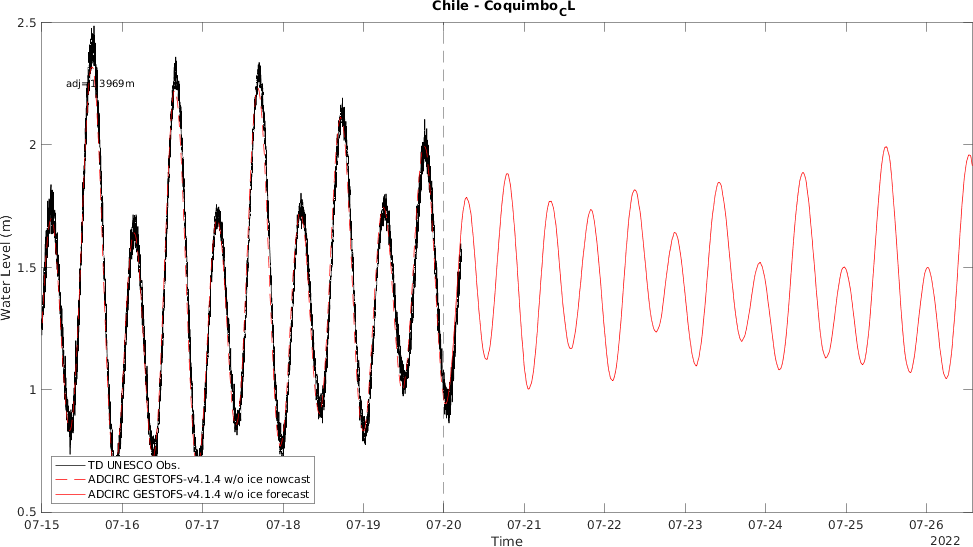 Chile - Coquimbo_CL
2.5
2
1.5
1
0.5
Water Level (m)
adj=1.3969m
TD UNESCO Obs.
ADCIRC GESTOFS-v4.1.4 w/o ice nowcast
ADCIRC GESTOFS-v4.1.4 w/o ice forecast
07-15 07-16 07-17 07-18 07-19 07-20 07-21 07-22 07-23 07-24 07-25 07-26
Time
2022